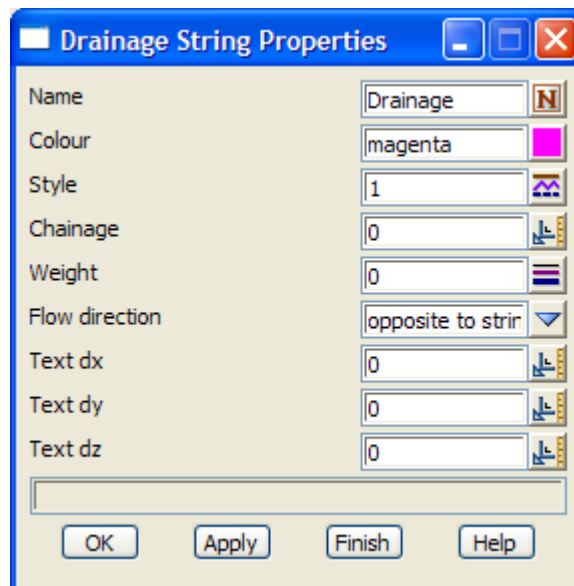 Drainage String Properties
Name Drainage N
Colour magenta
Style 1
Chainage 0
Weight 0
Flow direction opposite to strin
Text dx 0
Text dy 0
Text dz 0
OK Apply Finish Help